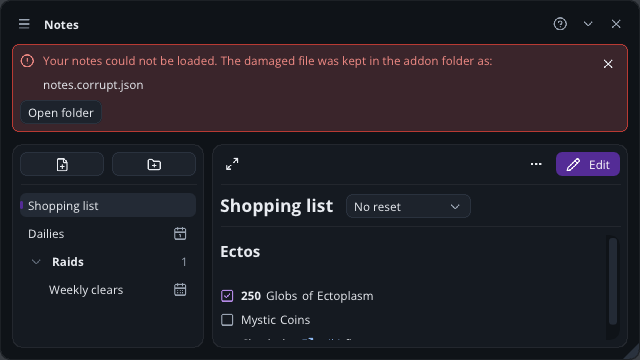 Notes
Your notes could not be loaded. The damaged file was kept in the addon folder as:
notes.corrupt.json
Open folder
Edit
Shopping list
Dailies
Raids 1
Weekly clears
Shopping list
No reset
Ectos
250 Globs of Ectoplasm
Mystic Coins